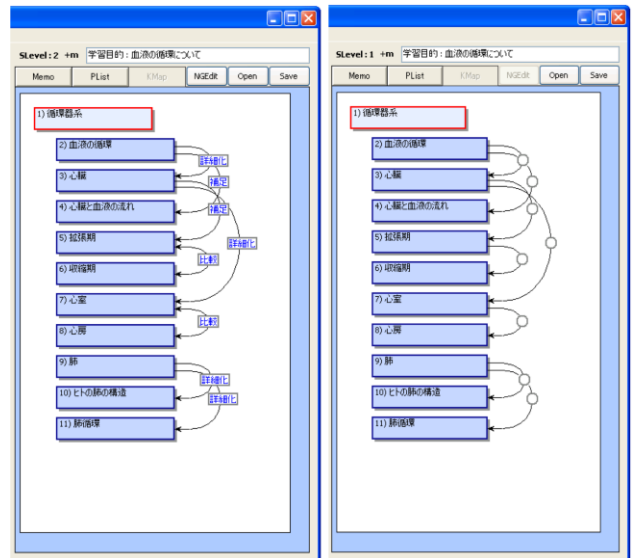 SLevel:2 +m 学習目的:血液の循環について
Memo PList KMap NGEdit Open Save
1) 循環器系
2) 血液の循環
詳細化
3) 心臓
補足
4) 心臓と血液の流れ
補足
5) 拡張期
詳細化
比較
6) 収縮期
7) 心室
比較
8) 心房
9) 肺
詳細化
10) ヒトの肺の構造
詳細化
11) 肺循環
SLevel:1 +m 学習目的:血液の循環について
Memo PList KMap NGEdit Open Save
1) 循環器系
2) 血液の循環
3) 心臓
4) 心臓と血液の流れ
5) 拡張期
6) 収縮期
7) 心室
8) 心房
9) 肺
10) ヒトの肺の構造
11) 肺循環